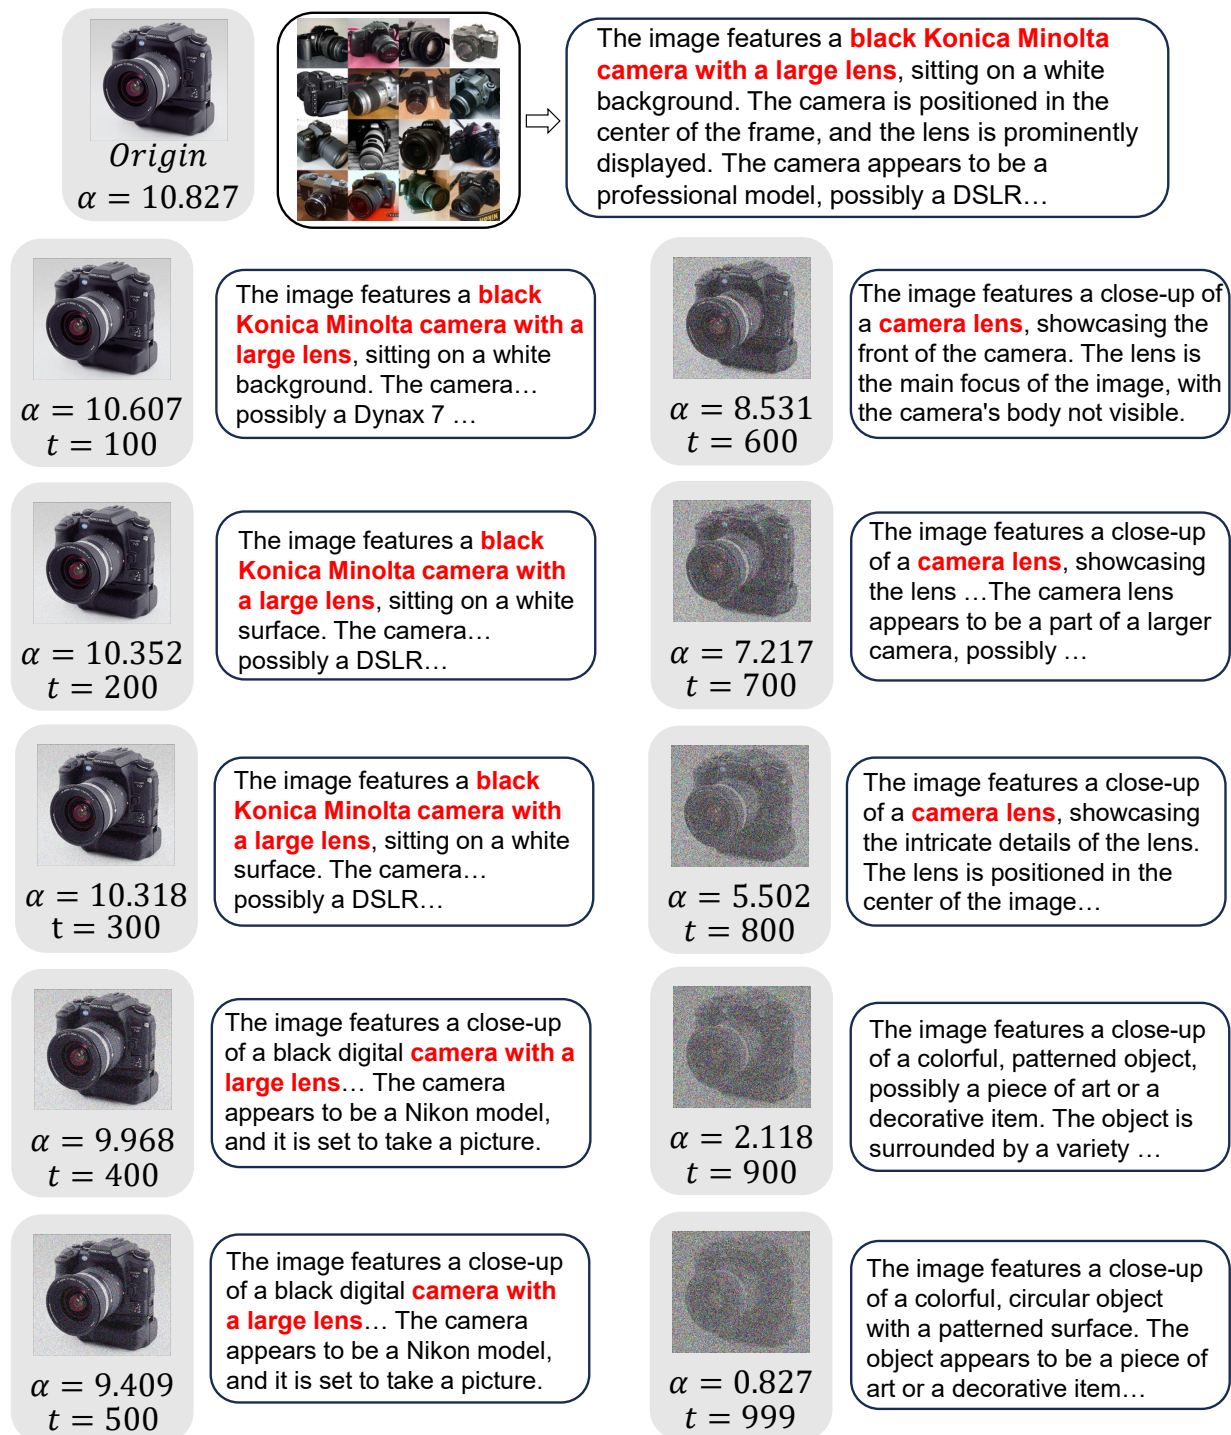 Origin
α = 10.827
The image features a black Konica Minolta
camera with a large lens, sitting on a white
background. The camera is positioned in the
center of the frame, and the lens is prominently
displayed. The camera appears to be a
professional model, possibly a DSLR…
α = 10.607
t = 100
The image features a black
Konica Minolta camera with a
large lens, sitting on a white
background. The camera…
possibly a Dynax 7 …
α = 8.531
t = 600
The image features a close-up of
a camera lens, showcasing the
front of the camera. The lens is
the main focus of the image, with
the camera's body not visible.
α = 10.352
t = 200
The image features a black
Konica Minolta camera with
a large lens, sitting on a white
surface. The camera…
possibly a DSLR…
α = 7.217
t = 700
The image features a close-up
of a camera lens, showcasing
the lens …The camera lens
appears to be a part of a larger
camera, possibly …
α = 10.318
t = 300
The image features a black
Konica Minolta camera with
a large lens, sitting on a white
surface. The camera…
possibly a DSLR…
α = 5.502
t = 800
The image features a close-up
of a camera lens, showcasing
the intricate details of the lens.
The lens is positioned in the
center of the image…
α = 9.968
t = 400
The image features a close-up
of a black digital camera with a
large lens… The camera
appears to be a Nikon model,
and it is set to take a picture.
α = 2.118
t = 900
The image features a close-up
of a colorful, patterned object,
possibly a piece of art or a
decorative item. The object is
surrounded by a variety …
α = 9.409
t = 500
The image features a close-up
of a black digital camera with
a large lens… The camera
appears to be a Nikon model,
and it is set to take a picture.
α = 0.827
t = 999
The image features a close-up
of a colorful, circular object
with a patterned surface. The
object appears to be a piece of
art or a decorative item…